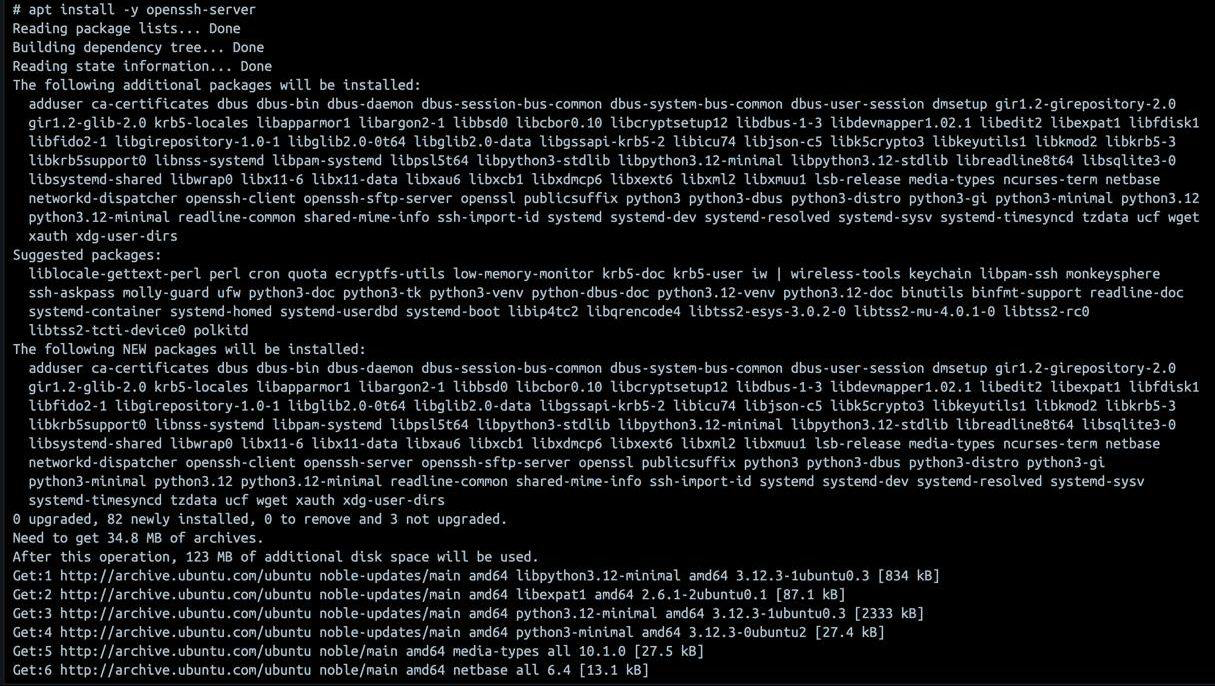 # apt install -y openssh-server
Reading package lists... Done
Building dependency tree... Done
Reading state information... Done
The following additional packages will be installed:
  adduser ca-certificates dbus dbus-bin dbus-daemon dbus-session-bus-common dbus-system-bus-common dbus-user-session dmsetup gir1.2-girepository-2.0
  gir1.2-glib-2.0 krb5-locales libapparmor1 libargon2-1 libbsd0 libcbor0.10 libcryptsetup12 libdbus-1-3 libdevmapper1.02.1 libedit2 libexpat1 libfdisk1
  libfido2-1 libgirepository-1.0-1 libglib2.0-0t64 libglib2.0-data libgssapi-krb5-2 libicu74 libjson-c5 libk5crypto3 libkeyutils1 libkmod2 libkrb5-3
  libkrb5support0 libnss-systemd libpam-systemd libpsl5t64 libpython3-stdlib libpython3.12-minimal libpython3.12-stdlib libreadline8t64 libsqlite3-0
  libsystemd-shared libwrap0 libx11-6 libx11-data libxau6 libxcb1 libxdmcp6 libxext6 libxml2 libxmuu1 lsb-release media-types ncurses-term netbase
  networkd-dispatcher openssh-client openssh-sftp-server openssl publicsuffix python3 python3-dbus python3-distro python3-gi python3-minimal python3.12
  python3.12-minimal readline-common shared-mime-info ssh-import-id systemd systemd-dev systemd-resolved systemd-sysv systemd-timesyncd tzdata ucf wget
  xauth xdg-user-dirs
Suggested packages:
  liblocale-gettext-perl perl cron quota ecryptfs-utils low-memory-monitor krb5-doc krb5-user iw | wireless-tools keychain libpam-ssh monkeysphere
  ssh-askpass molly-guard ufw python3-doc python3-tk python3-venv python-dbus-doc python3.12-venv python3.12-doc binutils binfmt-support readline-doc
  systemd-container systemd-homed systemd-userdbd systemd-boot libip4tc2 libqrencode4 libtss2-esys-3.0.2-0 libtss2-mu-4.0.1-0 libtss2-rc0
  libtss2-tcti-device0 polkitd
The following NEW packages will be installed:
  adduser ca-certificates dbus dbus-bin dbus-daemon dbus-session-bus-common dbus-system-bus-common dbus-user-session dmsetup gir1.2-girepository-2.0
  gir1.2-glib-2.0 krb5-locales libapparmor1 libargon2-1 libbsd0 libcbor0.10 libcryptsetup12 libdbus-1-3 libdevmapper1.02.1 libedit2 libexpat1 libfdisk1
  libfido2-1 libgirepository-1.0-1 libglib2.0-0t64 libglib2.0-data libgssapi-krb5-2 libicu74 libjson-c5 libk5crypto3 libkeyutils1 libkmod2 libkrb5-3
  libkrb5support0 libnss-systemd libpam-systemd libpsl5t64 libpython3-stdlib libpython3.12-minimal libpython3.12-stdlib libreadline8t64 libsqlite3-0
  libsystemd-shared libwrap0 libx11-6 libx11-data libxau6 libxcb1 libxdmcp6 libxext6 libxml2 libxmuu1 lsb-release media-types ncurses-term netbase
  networkd-dispatcher openssh-client openssh-server openssh-sftp-server openssl publicsuffix python3 python3-dbus python3-distro python3-gi
  python3-minimal python3.12 python3.12-minimal readline-common shared-mime-info ssh-import-id systemd systemd-dev systemd-resolved systemd-sysv
  systemd-timesyncd tzdata ucf wget xauth xdg-user-dirs
0 upgraded, 82 newly installed, 0 to remove and 3 not upgraded.
Need to get 34.8 MB of archives.
After this operation, 123 MB of additional disk space will be used.
Get:1 http://archive.ubuntu.com/ubuntu noble-updates/main amd64 libpython3.12-minimal amd64 3.12.3-1ubuntu0.3 [834 kB]
Get:2 http://archive.ubuntu.com/ubuntu noble-updates/main amd64 libexpat1 amd64 2.6.1-2ubuntu0.1 [87.1 kB]
Get:3 http://archive.ubuntu.com/ubuntu noble-updates/main amd64 python3.12-minimal amd64 3.12.3-1ubuntu0.3 [2333 kB]
Get:4 http://archive.ubuntu.com/ubuntu noble-updates/main amd64 python3-minimal amd64 3.12.3-0ubuntu2 [27.4 kB]
Get:5 http://archive.ubuntu.com/ubuntu noble/main amd64 media-types all 10.1.0 [27.5 kB]
Get:6 http://archive.ubuntu.com/ubuntu noble/main amd64 netbase all 6.4 [13.1 kB]